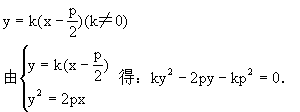 y = k(x − p/2)(k≠0)
由{y = k(x − p/2)
y² = 2px 得：ky² − 2py − kp² = 0.